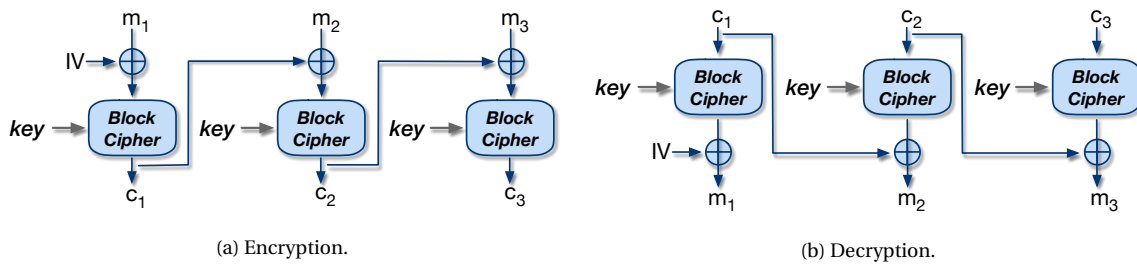 m₁ m₂ m₃
IV
key Block Cipher key Block Cipher key Block Cipher
c₁ c₂ c₃
(a) Encryption.
c₁ c₂ c₃
key Block Cipher key Block Cipher key Block Cipher
IV
m₁ m₂ m₃
(b) Decryption.